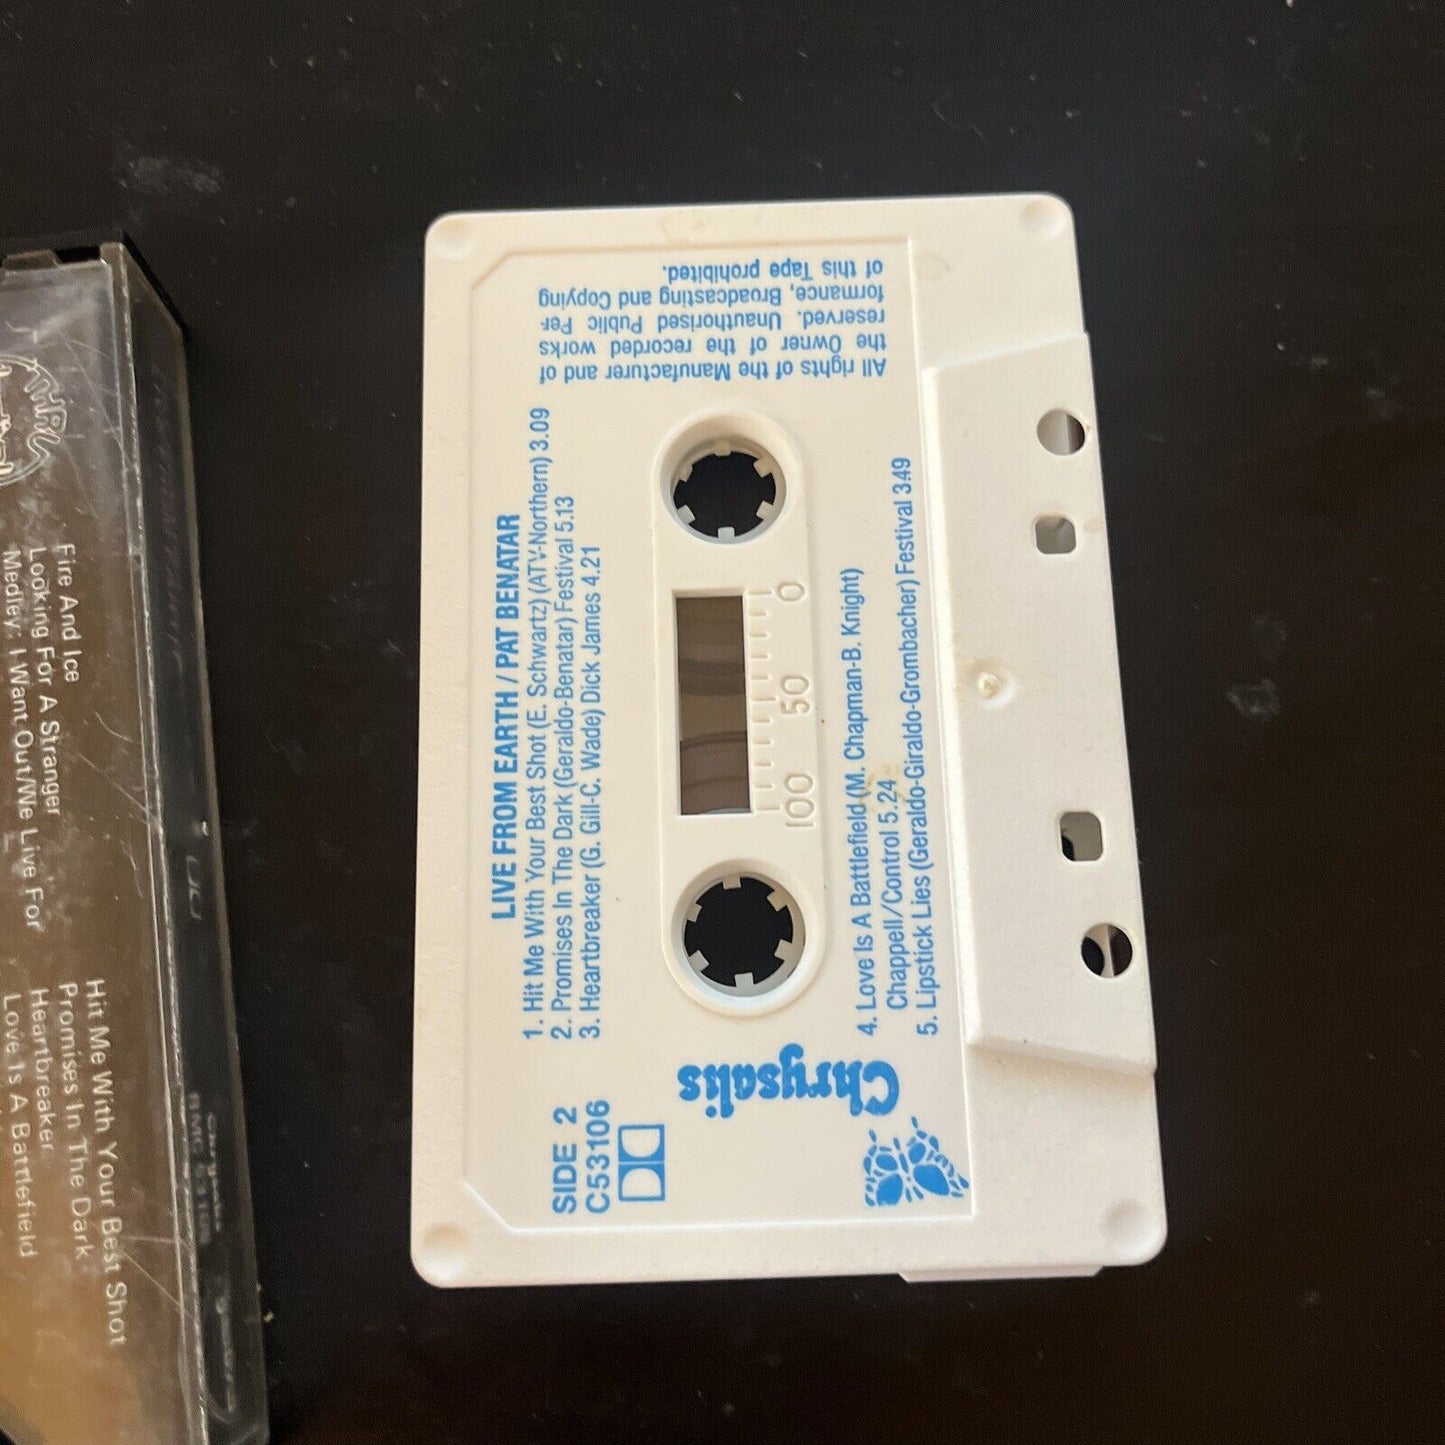 LIVE FROM EARTH / PAT BENATAR
1. Hit Me With Your Best Shot (E. Schwartz) (ATV-Northern) 3.09
2. Promises In The Dark (Geraldo-Benatar) Festival 5.13
3. Heartbreaker (G. Gill-C. Wade) Dick James 4.21
SIDE 2
C53106
100 50 0
Chrysalis
4. Love Is A Battlefield (M. Chapman-B. Knight)
Chappell/Control 5.24
5. Lipstick Lies (Geraldo-Giraldo-Grombacher) Festival 3.49
All rights of the Manufacturer and of
the Owner of the recorded works
reserved. Unauthorised Public Per-
formance, Broadcasting and Copying
of this Tape prohibited.
Fire And Ice
Looking For A Stranger
Medley: I Want Out/We Live For
Hit Me With Your Best Shot
Promises In The Dark
Heartbreaker
Love Is A Battlefield